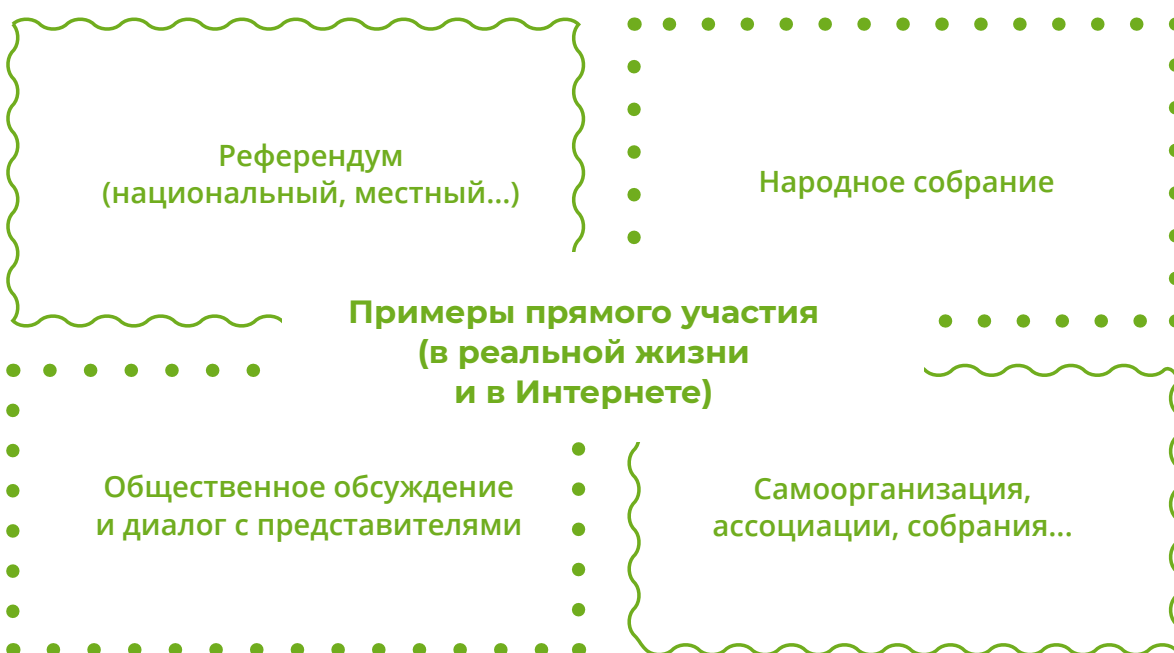 Референдум
(национальный, местный...)
Народное собрание
Примеры прямого участия
(в реальной жизни
и в Интернете)
Общественное обсуждение
и диалог с представителями
Самоорганизация,
ассоциации, собрания...